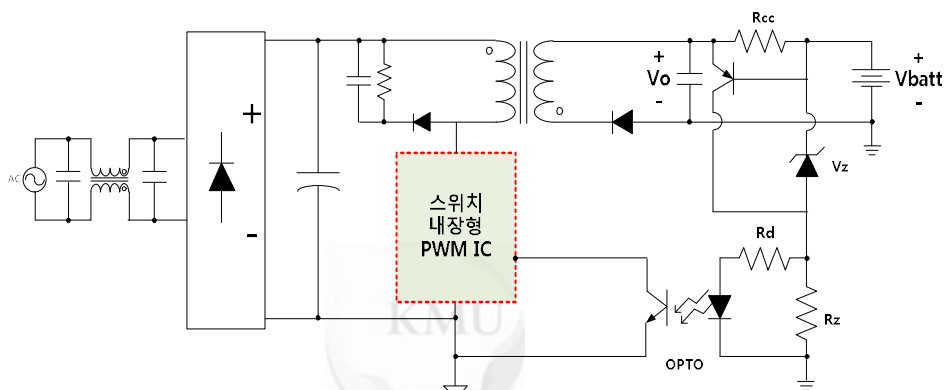 Rcc
+
Vo
-
+
Vbatt
-
+
-
AC
스위치
내장형
PWM IC
Vz
Rd
Rz
OPTO
KMU